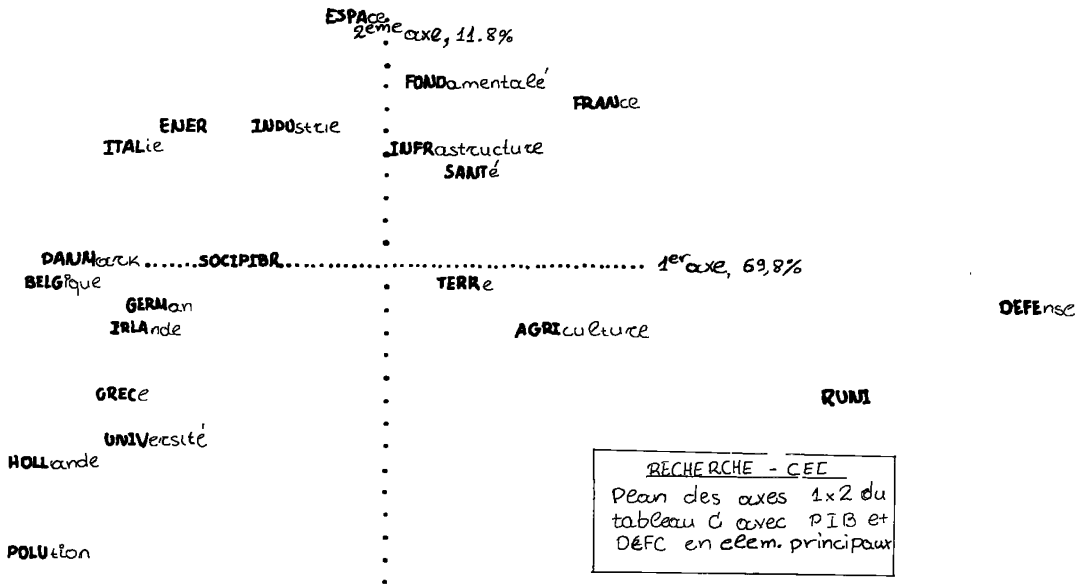 ESPAce
2ème axe, 11.8%
FONDamentalé
FRANce
ENER INDUstrie
ITALie INFRastructure
SANTé
DANMarck SOCIPIBR 1er axe, 69,8%
BELGique TERRe
GERMan DEFEnse
IRLAnde AGRIculture
GRECe RUNI
UNIVersité
HOLLande
POLUtion
RECHERCHE - CEE
Plan des axes 1x2 du
tableau C avec PIB et
DEFC en elem. principaux